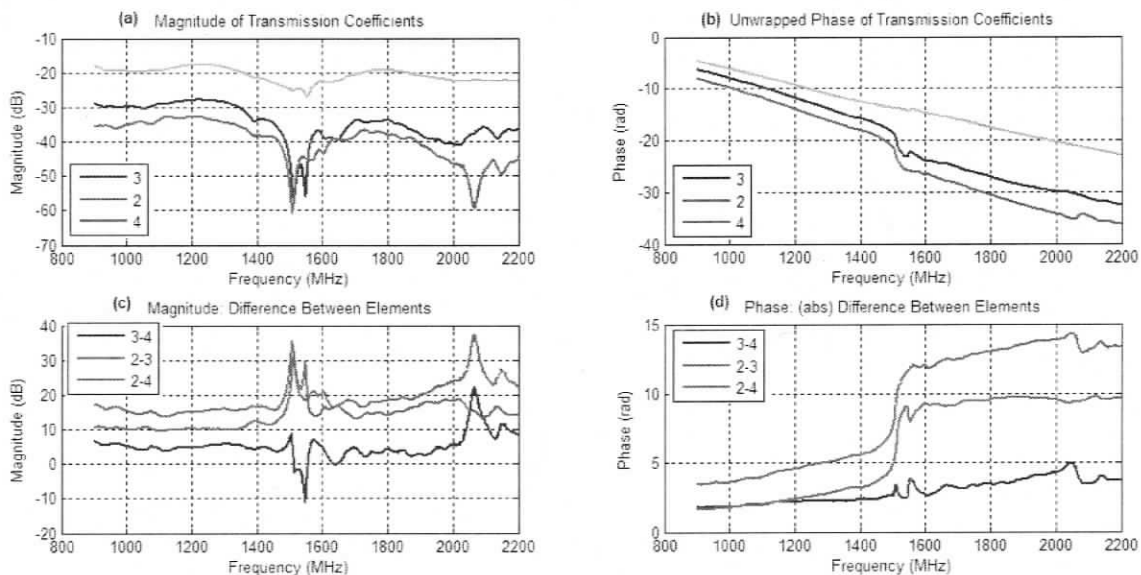 (a) Magnitude of Transmission Coefficients
-10
-20
-30
-40
-50
-60
-70
Magnitude (dB)
3
2
4
800 1000 1200 1400 1600 1800 2000 2200
Frequency (MHz)
(b) Unwrapped Phase of Transmission Coefficients
0
-10
-20
-30
-40
Phase (rad)
3
2
4
800 1000 1200 1400 1600 1800 2000 2200
Frequency (MHz)
(c) Magnitude: Difference Between Elements
40
30
20
10
0
-10
20
Magnitude (dB)
3-4
2-3
2-4
800 1000 1200 1400 1600 1800 2000 2200
Frequency (MHz)
(d) Phase: (abs) Difference Between Elements
15
10
5
0
Phase (rad)
3-4
2-3
2-4
800 1000 1200 1400 1600 1800 2000 2200
Frequency (MHz)